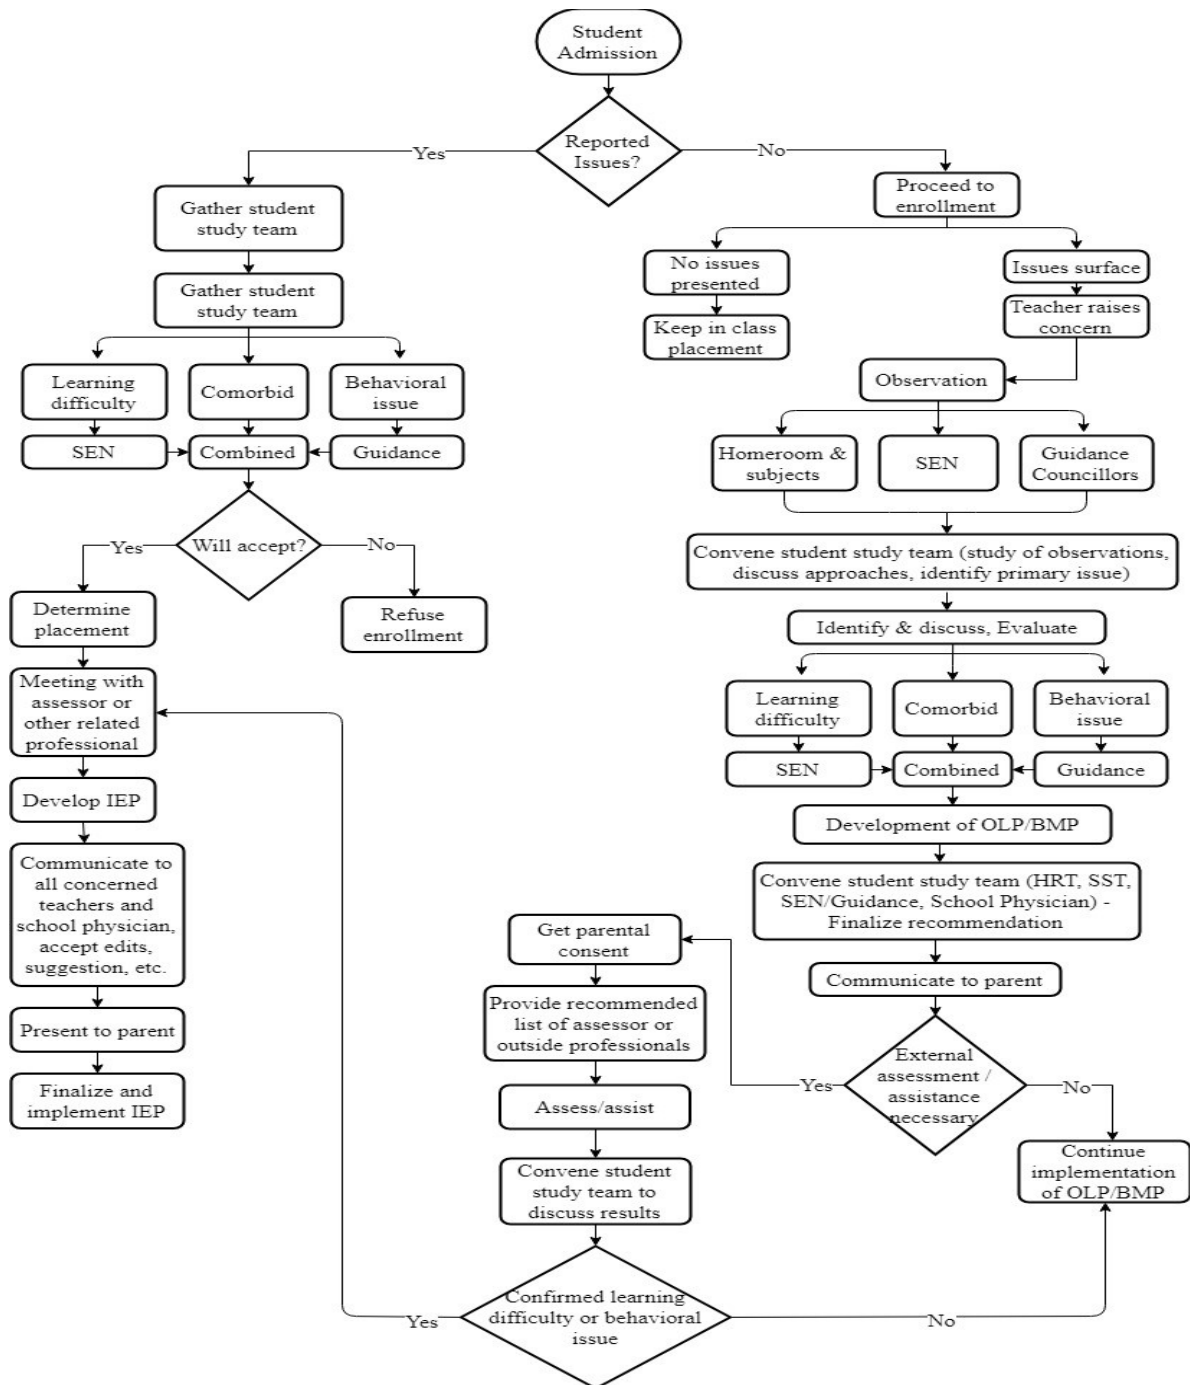 Student
Admission
Reported
Issues?
Yes
No
Gather student
study team
Proceed to
enrollment
No issues
presented
Issues surface
Gather student
study team
Keep in class
placement
Teacher raises
concern
Learning
difficulty
Comorbid
Behavioral
issue
Observation
SEN
Combined
Guidance
Homeroom &
subjects
SEN
Guidance
Councillors
Will accept?
Yes
No
Convene student study team (study of observations,
discuss approaches, identify primary issue)
Determine
placement
Refuse
enrollment
Identify & discuss, Evaluate
Meeting with
assessor or
other related
professional
Learning
difficulty
Comorbid
Behavioral
issue
SEN
Combined
Guidance
Develop IEP
Development of OLP/BMP
Communicate to
all concerned
teachers and
school physician,
accept edits,
suggestion, etc.
Convene student study team (HRT, SST,
SEN/Guidance, School Physician) -
Finalize recommendation
Get parental
consent
Communicate to parent
Present to parent
Provide recommended
list of assessor or
outside professionals
External
assessment /
assistance
necessary
Yes
No
Finalize and
implement IEP
Assess/assist
Continue
implementation
of OLP/BMP
Convene student
study team to
discuss results
Confirmed learning
difficulty or behavioral
issue
Yes
No